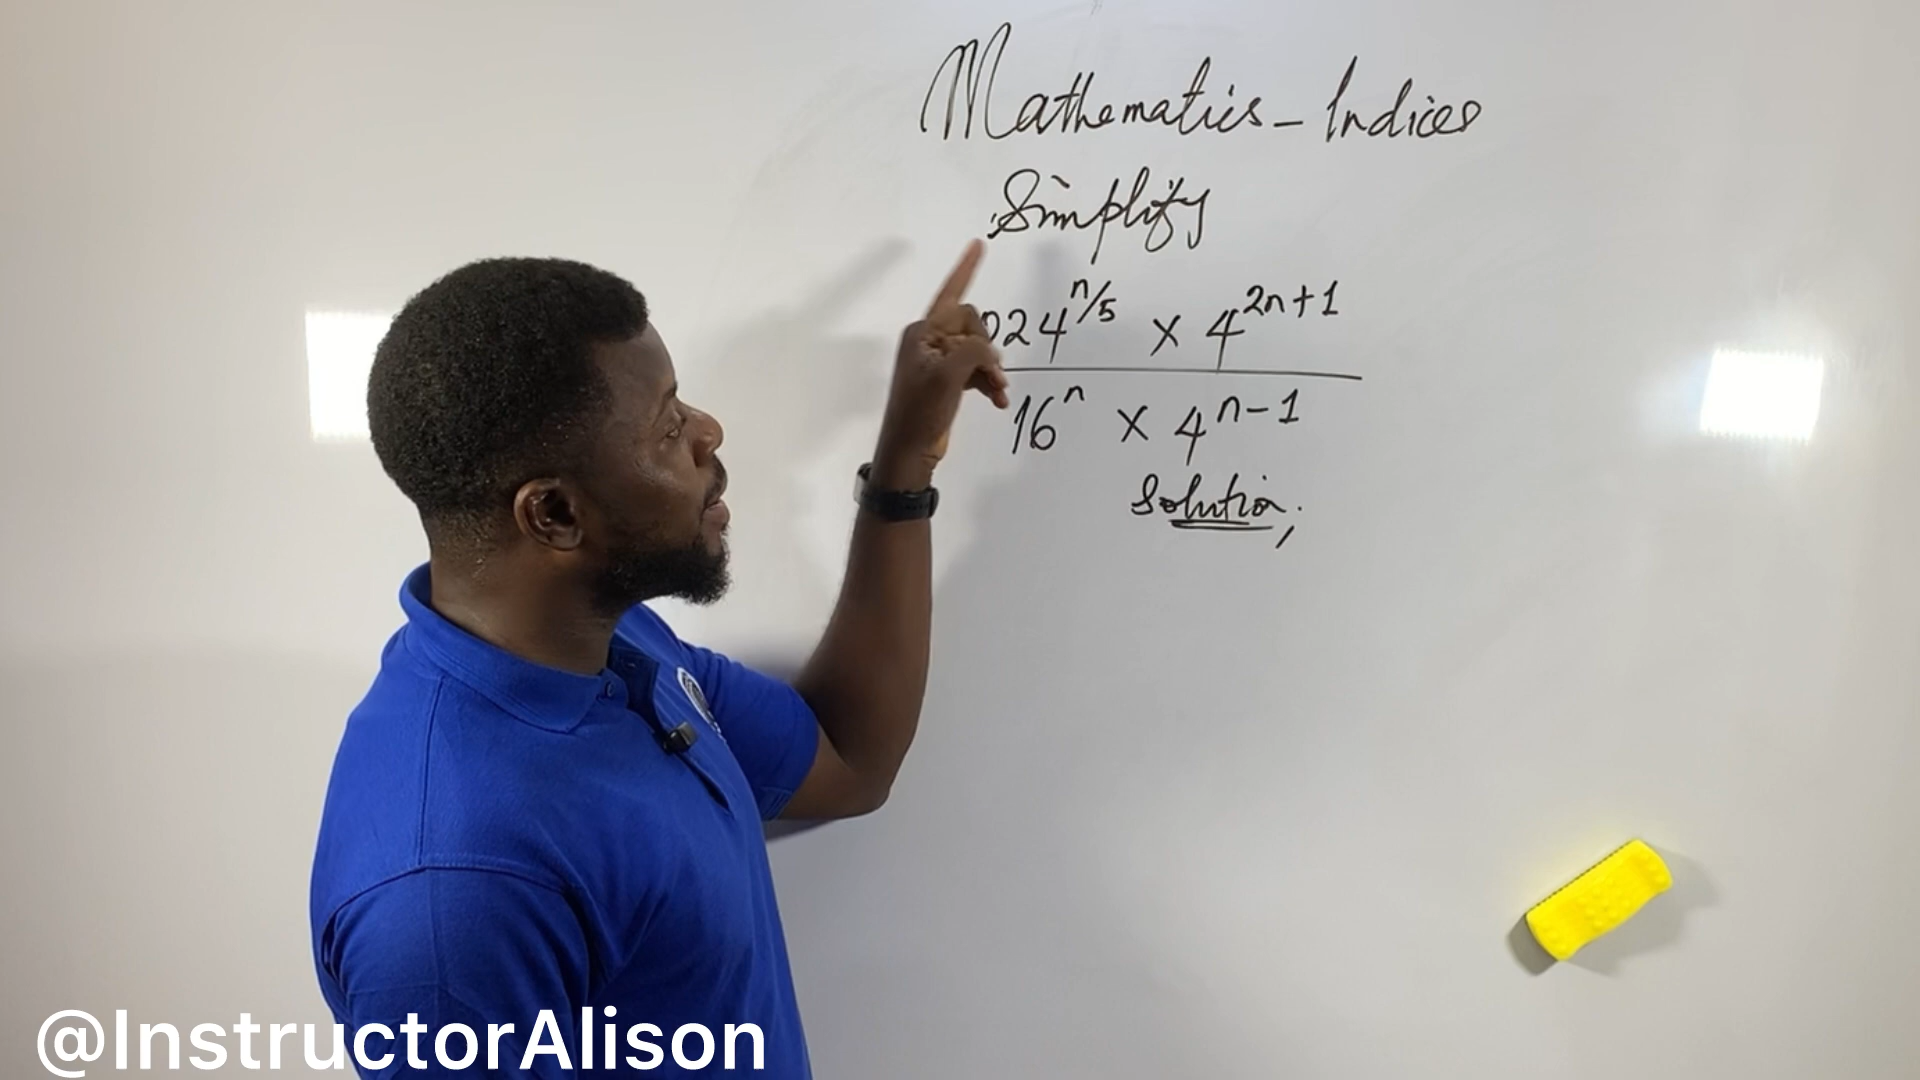 Mathematics - Indices
Simplify
024^n/5 × 4^2n+1
16^n × 4^n-1
Solution;
@InstructorAlison